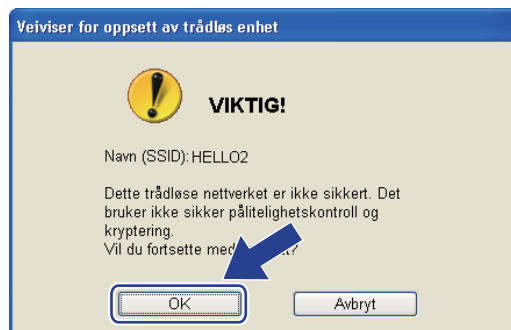 Veiviser for oppsett av trådløs enhet
VIKTIG!
Navn (SSID): HELLO2
Dette trådløse nettverket er ikke sikkert. Det
bruker ikke sikker pålitelighetskontroll og
kryptering.
Vil du fortsette med
OK Avbryt